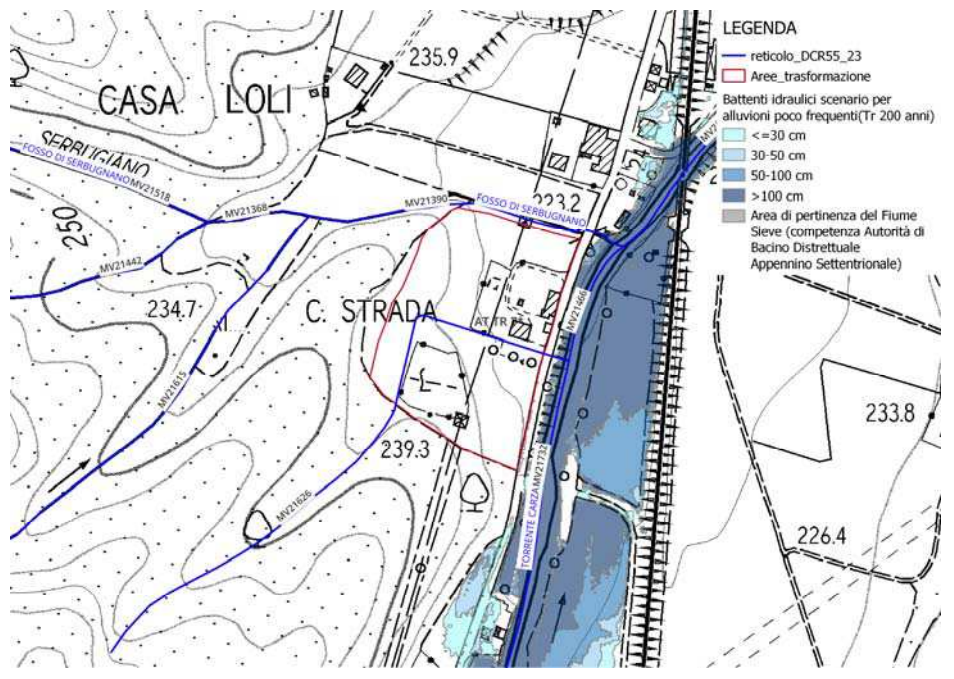 LEGENDA
reticolo_DCR55_23
Aree_trasformazione
Battenti idraulici scenario per
alluvioni poco frequenti(Tr 200 anni)
<=30 cm
30-50 cm
50-100 cm
>100 cm
Area di pertinenza del Fiume
Sieve (competenza Autorità di
Bacino Distrettuale
Appennino Settentrionale)
235.9
CASA LOLI
SERBUGIANO
FOSSO DI SERBUGNANO
MV21518
MV21368
MV21390
FOSSO DI SERBUGNANO
223.2
250
MV21442
234.7
C. STRADA
AT TR
MV21466
MV21615
239.3
MV21732
TORRENTE CARZA
MV21626
233.8
226.4